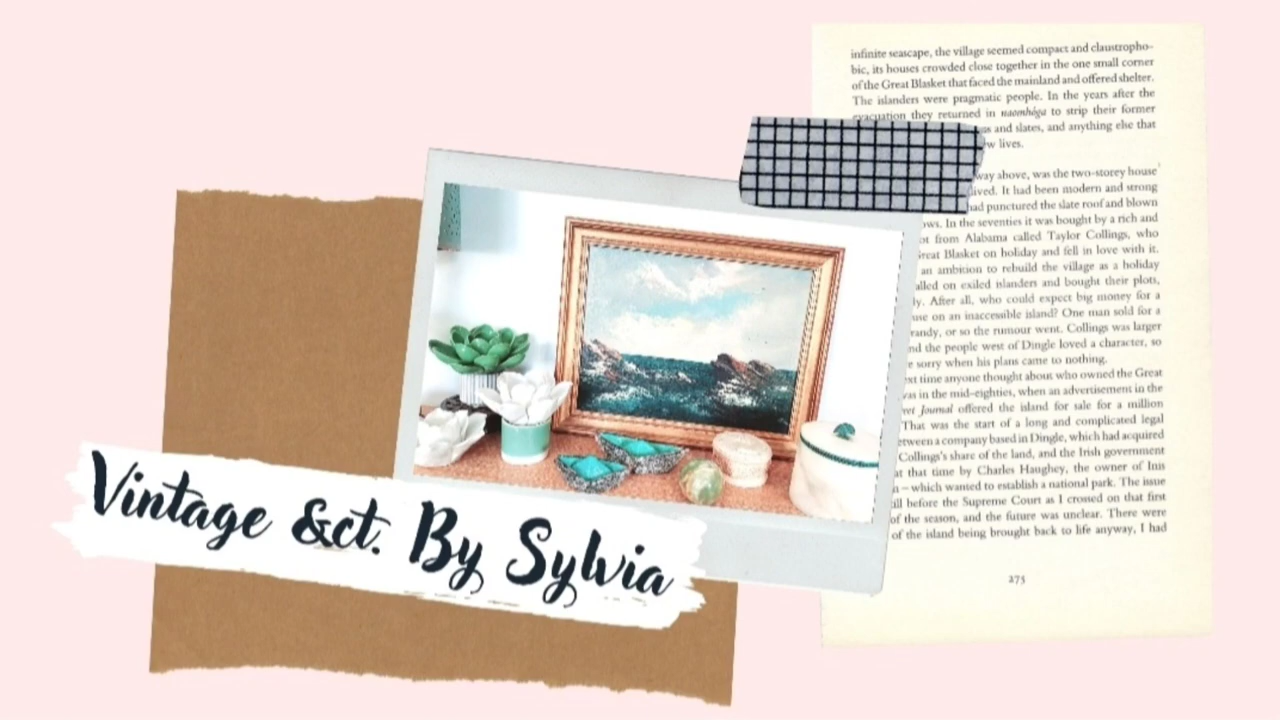 Vintage &ct. By Sylvia
infinite seascape, the village seemed compact and claustropho-
bic, its houses crowded close together in the one small corner
of the Great Blasket that faced the mainland and offered shelter.
The islanders were pragmatic people. In the years after the
evacuation they returned in naomhóga to strip their former
and slates, and anything else that
lives.
way above, was the two-storey house
lived. It had been modern and strong
had punctured the slate roof and blown
In the seventies it was bought by a rich and
from Alabama called Taylor Collings, who
Great Blasket on holiday and fell in love with it.
an ambition to rebuild the village as a holiday
called on exiled islanders and bought their plots,
After all, who could expect big money for a
on an inaccessible island? One man sold for a
or so the rumour went. Collings was larger
and the people west of Dingle loved a character, so
sorry when his plans came to nothing.
time anyone thought about who owned the Great
was in the mid-eighties, when an advertisement in the
Journal offered the island for sale for a million
That was the start of a long and complicated legal
between a company based in Dingle, which had acquired
Collings's share of the land, and the Irish government
at that time by Charles Haughey, the owner of Inis
– which wanted to establish a national park. The issue
before the Supreme Court as I crossed on that first
of the season, and the future was unclear. There were
of the island being brought back to life anyway, I had
275